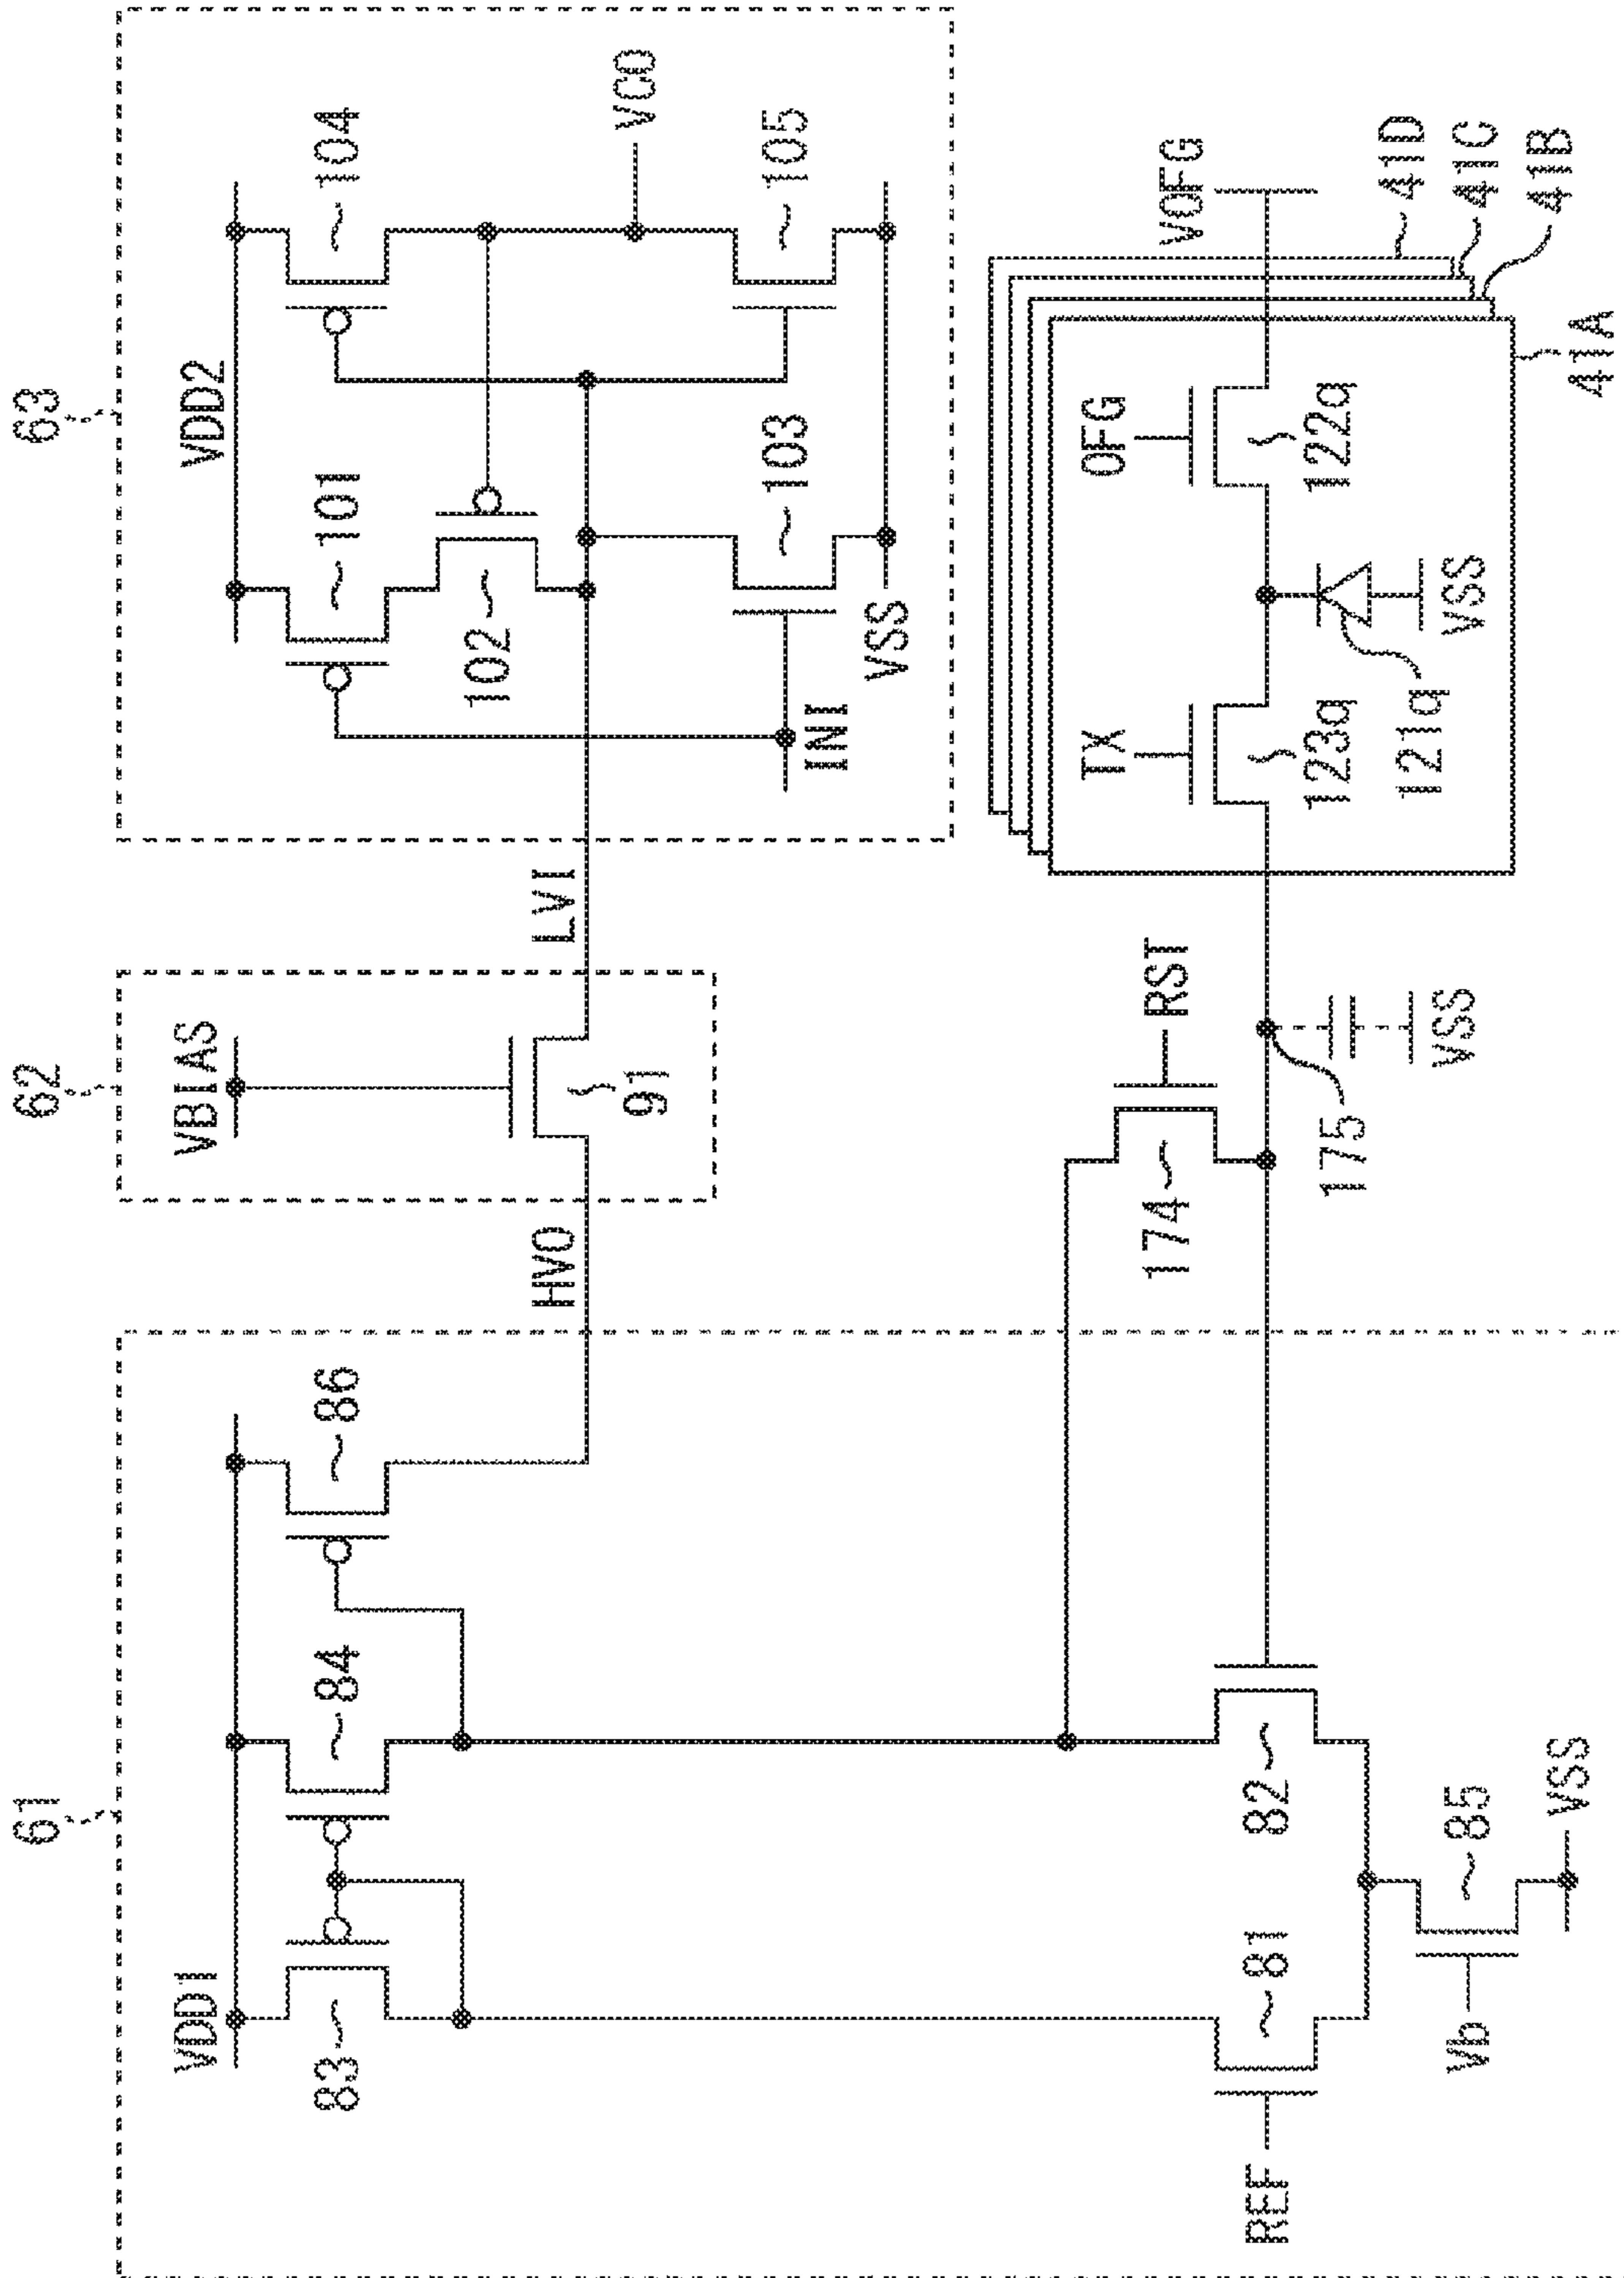 61
62
63
VDD1
VBIAS
VDD2
83
84
86
101
104
102
HVO
LVI
91
VCO
103
105
INI
VSS
174
RST
VOFG
TX
OFG
REF
81
82
175
VSS
123q
122q
121q
VSS
41D
41C
41B
41A
Vb
85
VSS